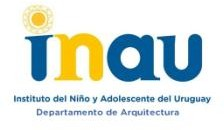 inau
Instituto del Niño y Adolescente del Uruguay
Departamento de Arquitectura